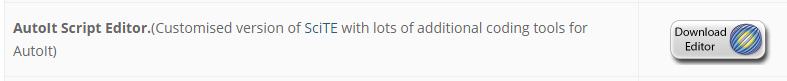 AutoIt Script Editor.(Customised version of SciTE with lots of additional coding tools for
AutoIt)
Download
Editor